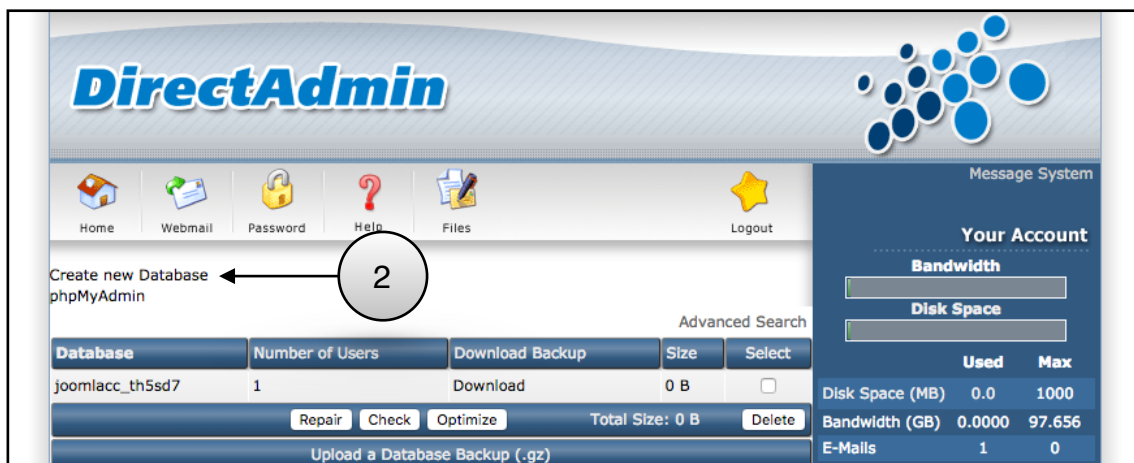 DirectAdmin
Home Webmail Password Help Files Logout
Message System
Your Account
Create new Database
2
phpMyAdmin
Bandwidth
Disk Space
Advanced Search
Database Number of Users Download Backup Size Select
joomlacc_th5sd7 1 Download 0 B
Repair Check Optimize Total Size: 0 B Delete
Upload a Database Backup (.gz)
Used Max
Disk Space (MB) 0.0 1000
Bandwidth (GB) 0.0000 97.656
E-Mails 1 0